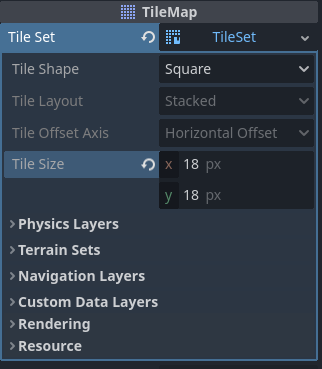 TileMap
Tile Set TileSet
Tile Shape Square
Tile Layout Stacked
Tile Offset Axis Horizontal Offset
Tile Size x 18 px
y 18 px
Physics Layers
Terrain Sets
Navigation Layers
Custom Data Layers
Rendering
Resource